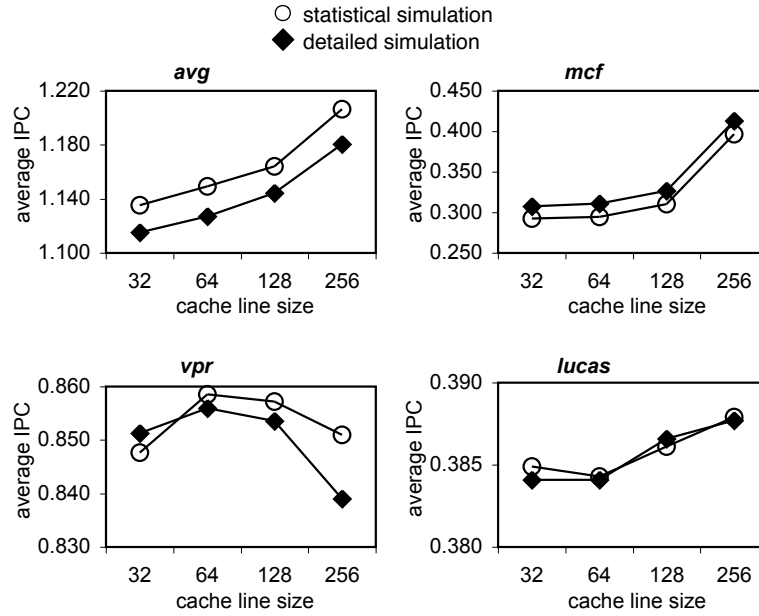 statistical simulation
detailed simulation
avg
average IPC
1.220
1.180
1.140
1.100
32 64 128 256
cache line size
mcf
average IPC
0.450
0.400
0.350
0.300
0.250
32 64 128 256
cache line size
vpr
average IPC
0.860
0.850
0.840
0.830
32 64 128 256
cache line size
lucas
average IPC
0.390
0.385
0.380
32 64 128 256
cache line size